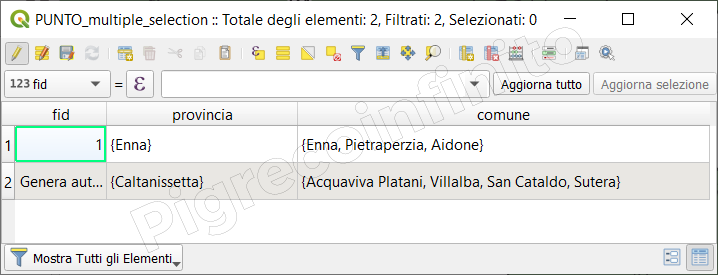 PUNTO_multiple_selection :: Totale degli elementi: 2, Filtrati: 2, Selezionati: 0
123 fid = ε Aggiorna tutto Aggiorna selezione
fid provincia comune
1 1 {Enna} {Enna, Pietraperzia, Aidone}
2 Genera aut... {Caltanissetta} {Acquaviva Platani, Villalba, San Cataldo, Sutera}
Mostra Tutti gli Elementi
Pigrecoinfinito